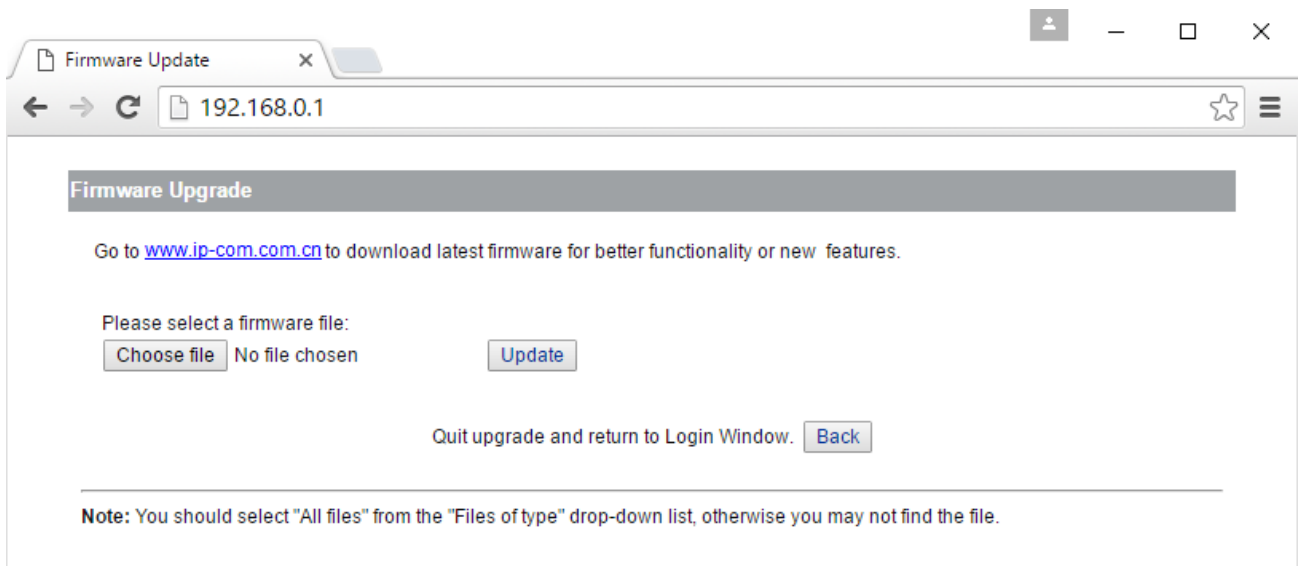 Firmware Update
192.168.0.1
Firmware Upgrade
Go to www.ip-com.com.cn to download latest firmware for better functionality or new features.
Please select a firmware file:
Choose file No file chosen Update
Quit upgrade and return to Login Window. Back
Note: You should select "All files" from the "Files of type" drop-down list, otherwise you may not find the file.